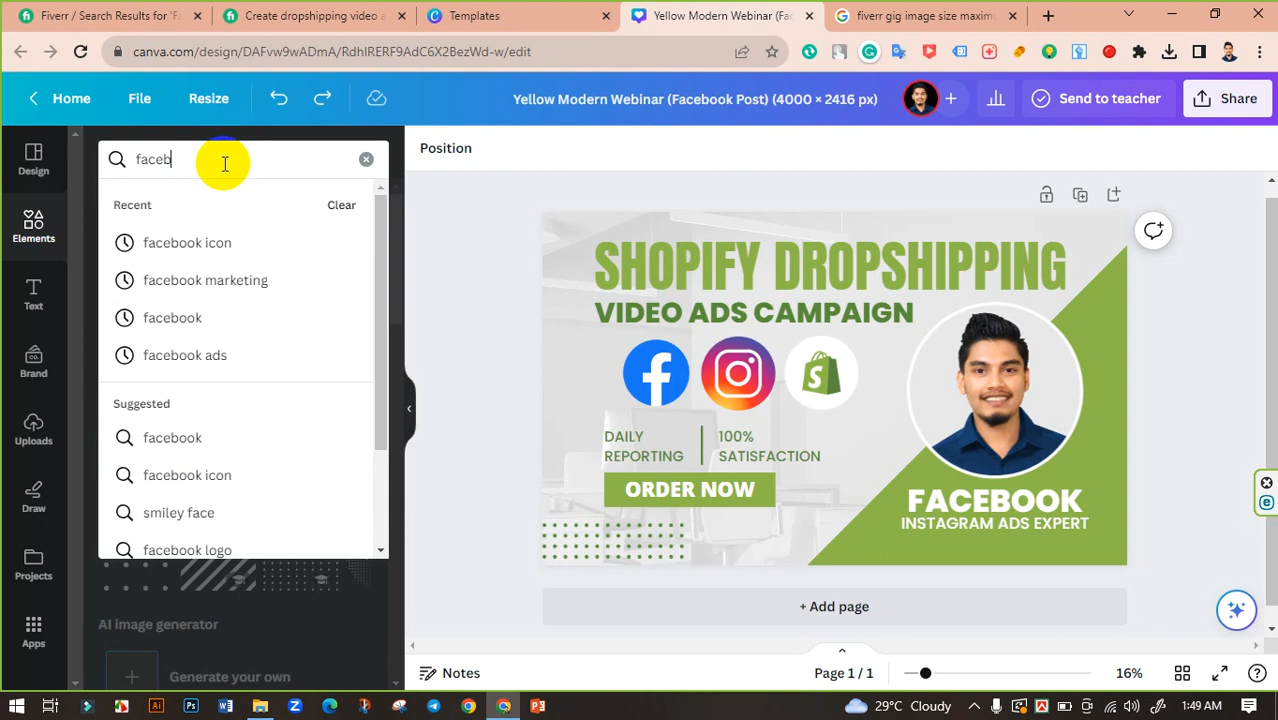 Fiverr / Search Results for 'Fa
Create dropshipping video a
Templates
Yellow Modern Webinar (Fac
fiverr gig image size maximu
canva.com/design/DAFvw9wADmA/RdhIRERF9AdC6X2BezWd-w/edit
Home
File
Resize
Yellow Modern Webinar (Facebook Post) (4000 × 2416 px)
Send to teacher
Share
Design
Elements
Text
Brand
Uploads
Draw
Projects
Apps
faceb
Recent
Clear
facebook icon
facebook marketing
facebook
facebook ads
Suggested
facebook
facebook icon
smiley face
facebook logo
AI image generator
Generate your own
Position
SHOPIFY DROPSHIPPING
VIDEO ADS CAMPAIGN
DAILY
REPORTING
100%
SATISFACTION
ORDER NOW
FACEBOOK
INSTAGRAM ADS EXPERT
+ Add page
Notes
Page 1 / 1
16%
29°C Cloudy
1:49 AM